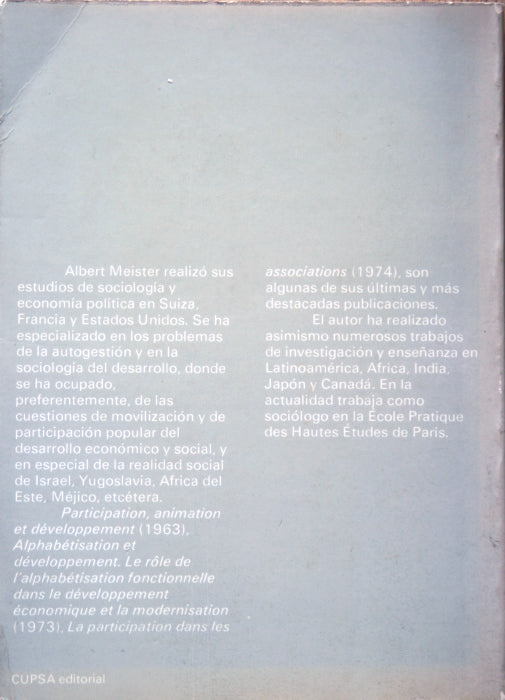 Albert Meister realizó sus
estudios de sociología y
economía política en Suiza,
Francia y Estados Unidos. Se ha
especializado en los problemas
de la autogestión y en la
sociología del desarrollo, donde
se ha ocupado,
preferentemente, de las
cuestiones de movilización y de
participación popular del
desarrollo económico y social, y
en especial de la realidad social
de Israel, Yugoslavia, Africa del
Este, Méjico, etcétera.
Participation, animation
et développement (1963),
Alphabétisation et
développement. Le rôle de
l'alphabétisation fonctionnelle
dans le développement
économique et la modernisation
(1973), La participation dans les
associations (1974), son
algunas de sus últimas y más
destacadas publicaciones.
El autor ha realizado
asimismo numerosos trabajos
de investigación y enseñanza en
Latinoamérica, Africa, India,
Japón y Canadá. En la
actualidad trabaja como
sociólogo en la École Pratique
des Hautes Études de París.
CUPSA editorial